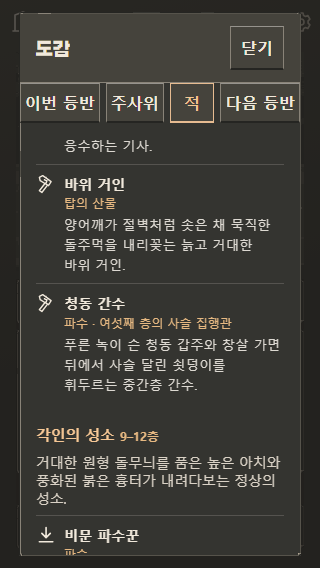 도감
닫기
이번 등반
주사위
적
다음 등반
응수하는 기사.
바위 거인
탑의 산물
양어깨가 절벽처럼 솟은 채 묵직한
돌주먹을 내리꽂는 늙고 거대한
바위 거인.
청동 간수
파수 · 여섯째 층의 사슬 집행관
푸른 녹이 슨 청동 갑주와 창살 가면
뒤에서 사슬 달린 쇳덩이를
휘두르는 중간층 간수.
각인의 성소 9–12층
거대한 원형 돌무늬를 품은 높은 아치와
풍화된 붉은 흉터가 내려다보는 정상의
성소.
비문 파수꾼
파수